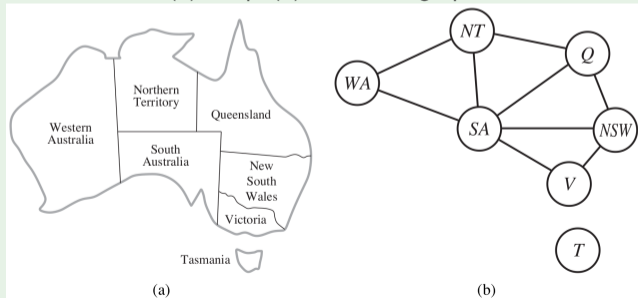 Western
Australia
Northern
Territory
South
Australia
Queensland
New
South
Wales
Victoria
Tasmania
(a)
NT
Q
WA
SA
NSW
V
T
(b)